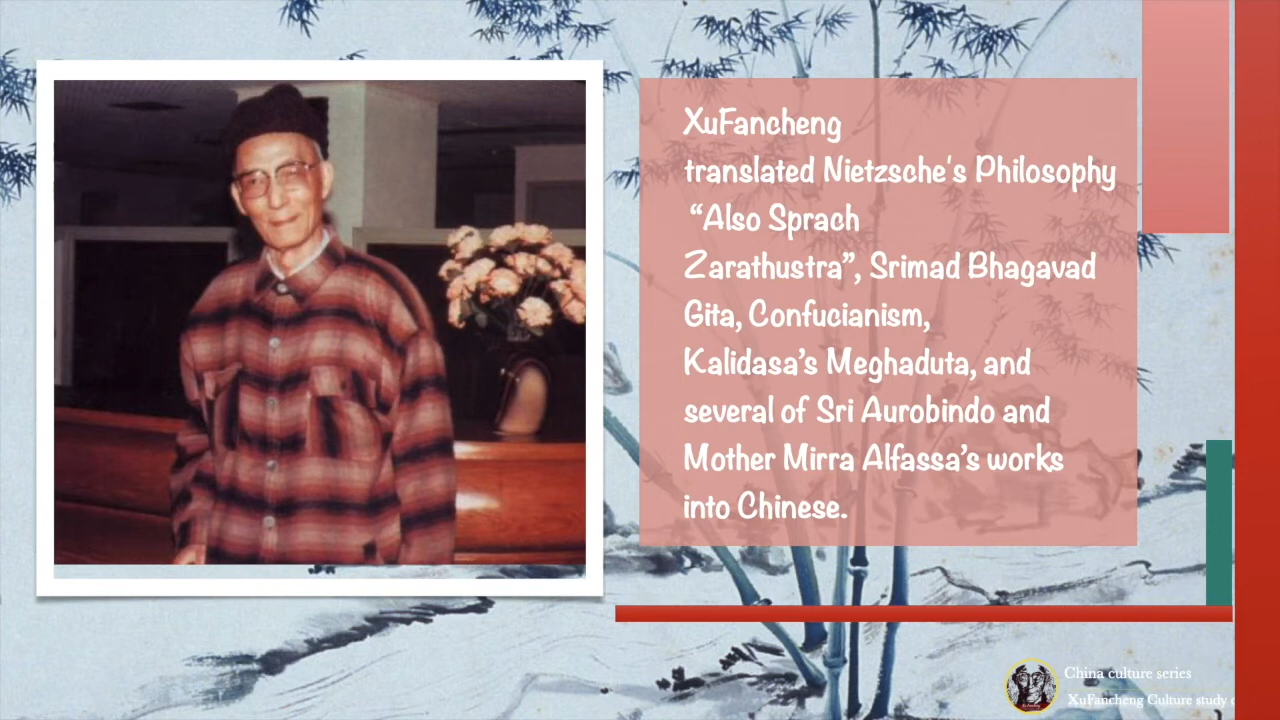 XuFancheng
translated Nietzsche's Philosophy
“Also Sprach
Zarathustra”, Srimad Bhagavad
Gita, Confucianism,
Kalidasa’s Meghaduta, and
several of Sri Aurobindo and
Mother Mirra Alfassa’s works
into Chinese.
China culture series
XuFancheng Culture study